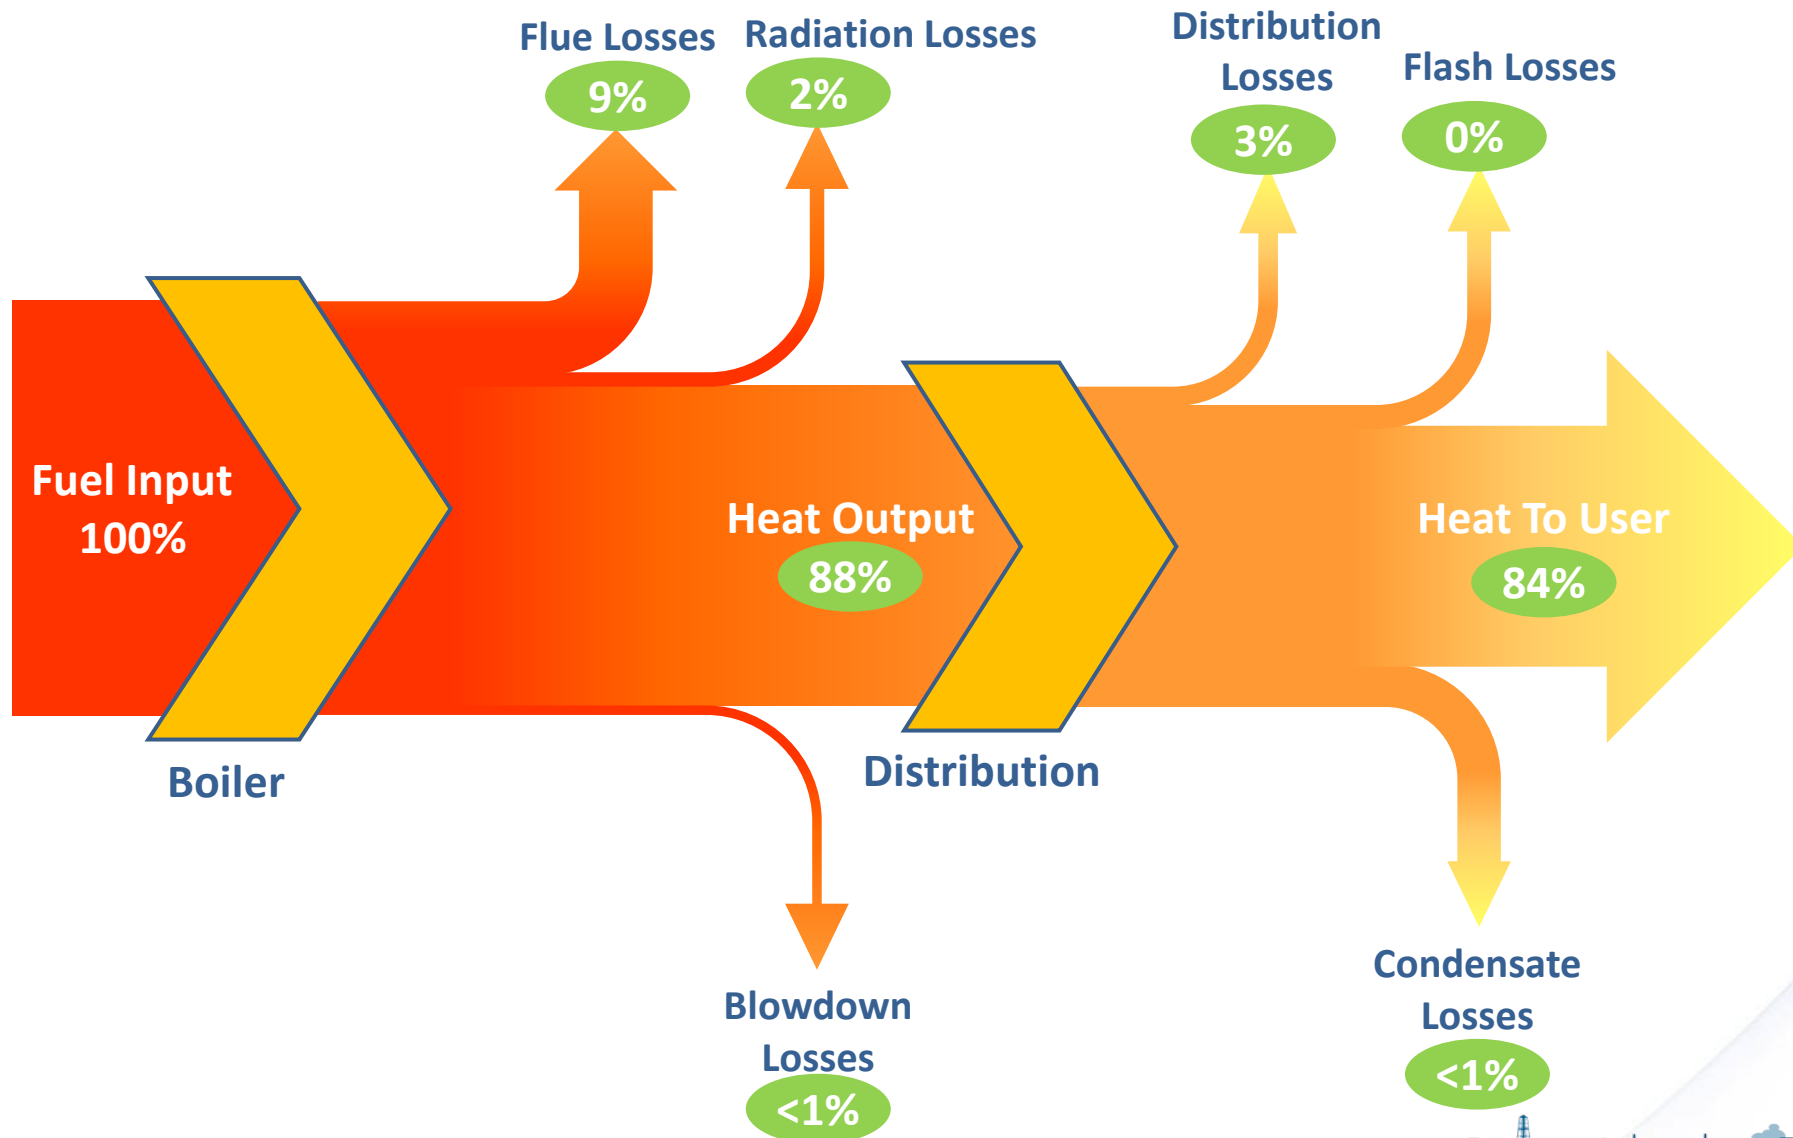 Flue Losses
9%
Radiation Losses
2%
Distribution
Losses
3%
Flash Losses
0%
Fuel Input
100%
Heat Output
88%
Heat To User
84%
Boiler
Distribution
Blowdown
Losses
<1%
Condensate
Losses
<1%